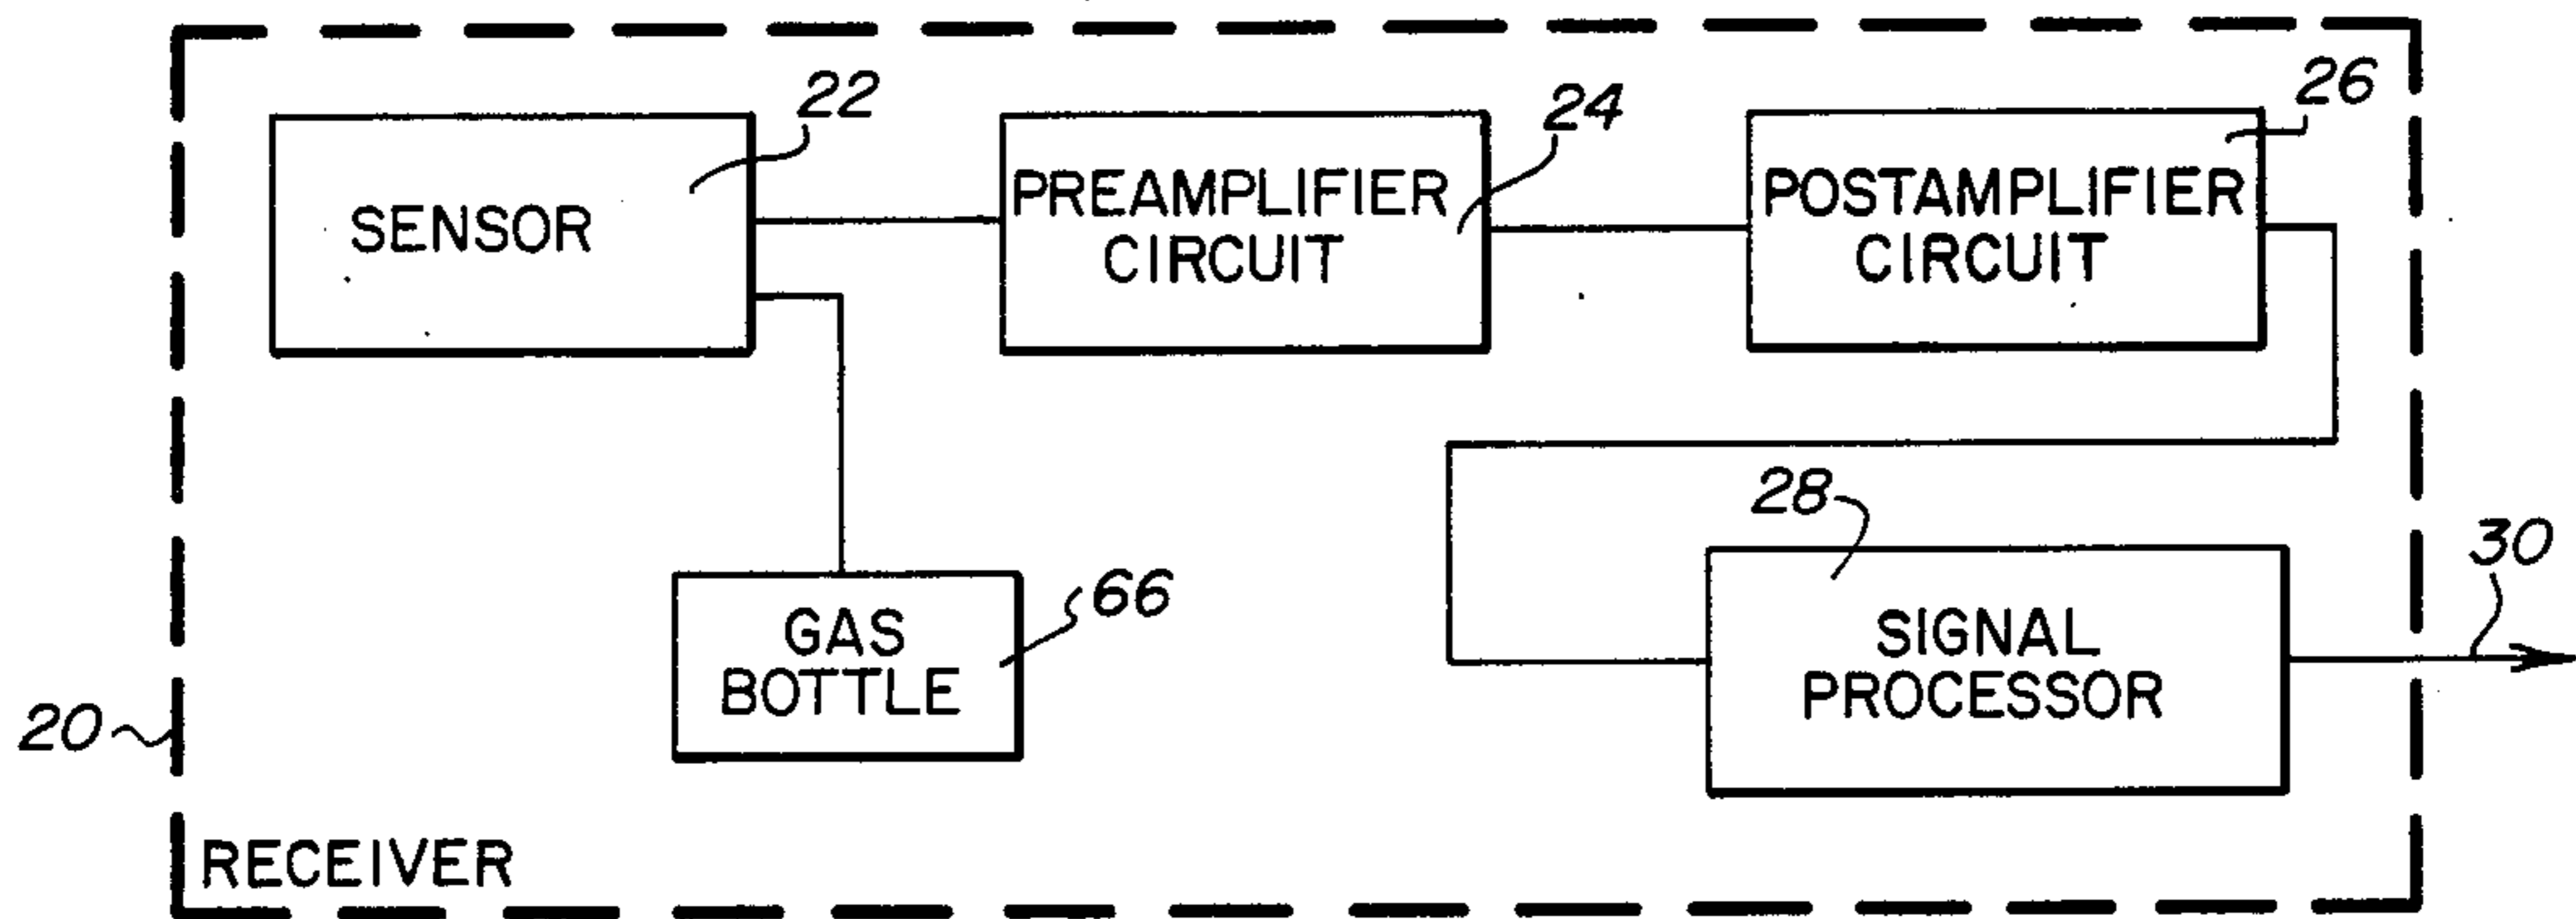 22
24
26
SENSOR
PREAMPLIFIER
CIRCUIT
POSTAMPLIFIER
CIRCUIT
28
30
66
GAS
BOTTLE
SIGNAL
PROCESSOR
20
RECEIVER